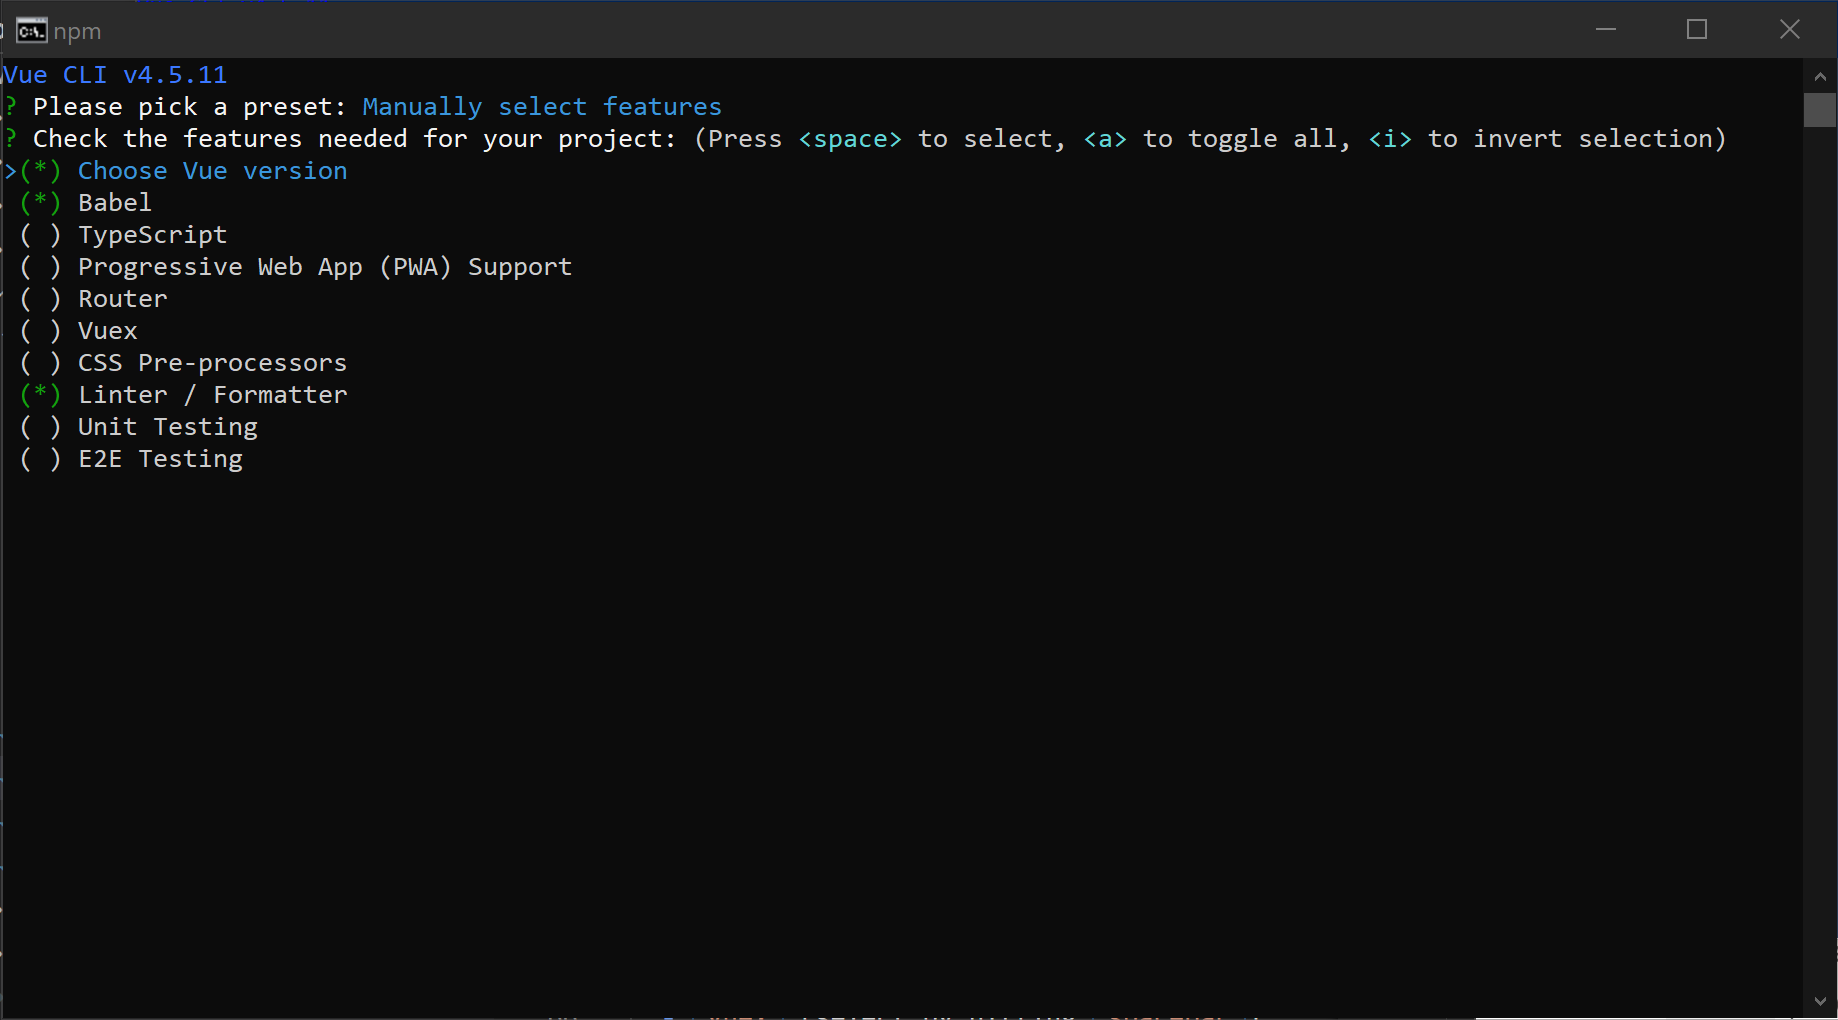 npm
Vue CLI v4.5.11
? Please pick a preset: Manually select features
? Check the features needed for your project: (Press <space> to select, <a> to toggle all, <i> to invert selection)
>(*) Choose Vue version
(*) Babel
( ) TypeScript
( ) Progressive Web App (PWA) Support
( ) Router
( ) Vuex
( ) CSS Pre-processors
(*) Linter / Formatter
( ) Unit Testing
( ) E2E Testing